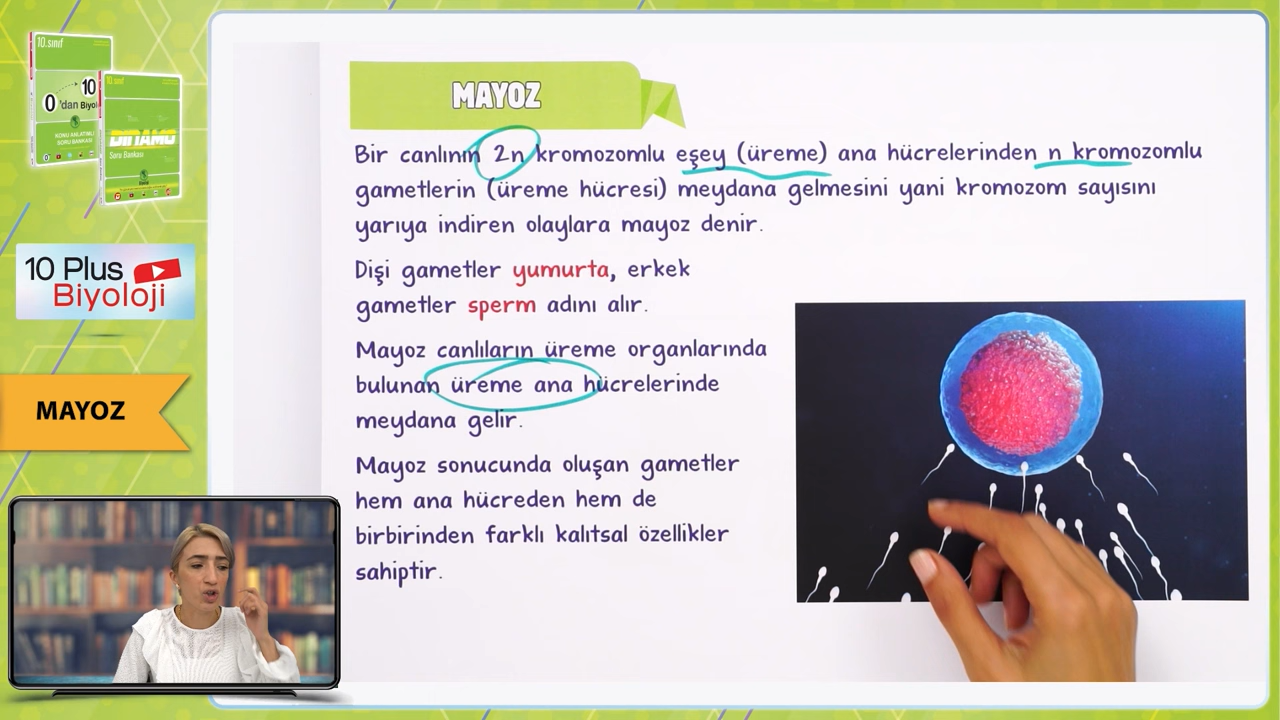 10. sınıf
0 'dan 10
Biyol
KONU ANLATIMLI
SORU BANKASI
10. sınıf
DİNAMO
Soru Bankası
10 Plus
Biyoloji
MAYOZ
MAYOZ
Bir canlının 2n kromozomlu eşey (üreme) ana hücrelerinden n kromozomlu
gametlerin (üreme hücresi) meydana gelmesini yani kromozom sayısını
yarıya indiren olaylara mayoz denir.
Dişi gametler yumurta, erkek
gametler sperm adını alır.
Mayoz canlıların üreme organlarında
bulunan üreme ana hücrelerinde
meydana gelir.
Mayoz sonucunda oluşan gametler
hem ana hücreden hem de
birbirinden farklı kalıtsal özellikler
sahiptir.